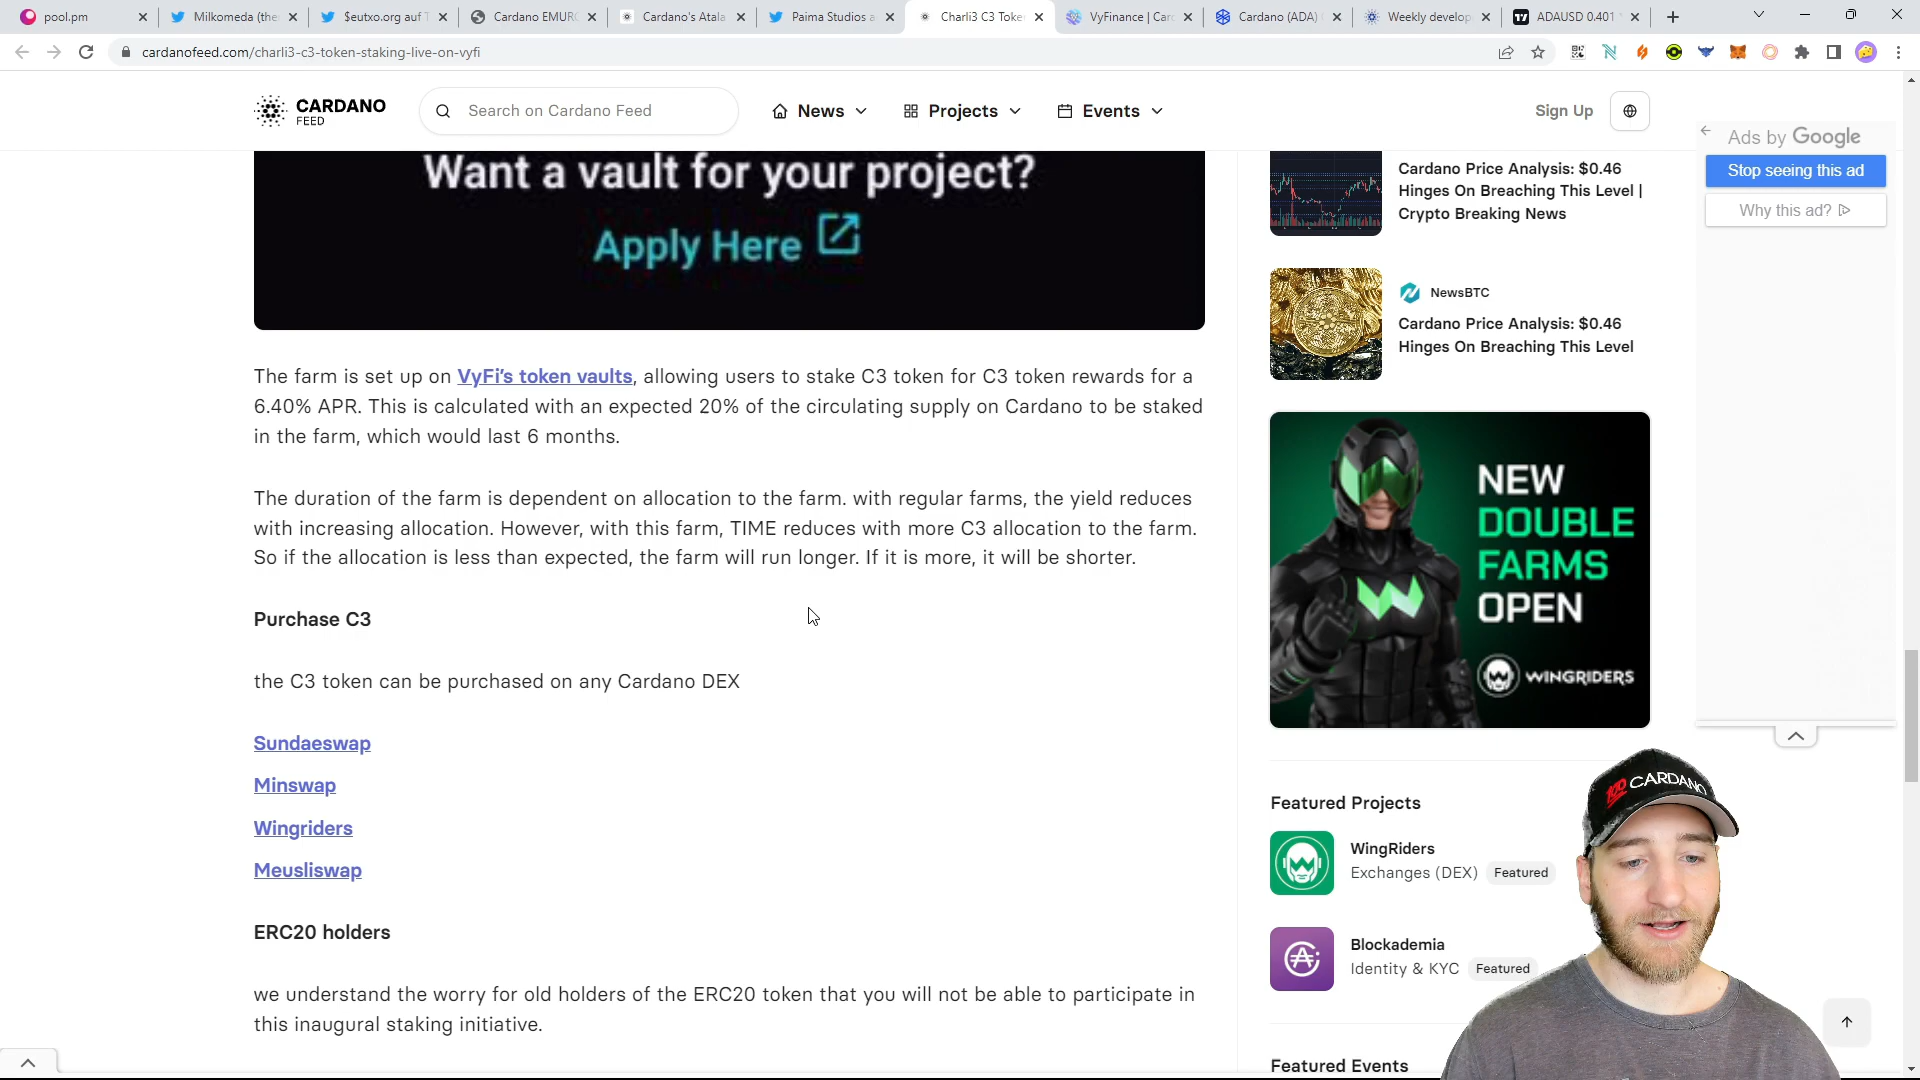 pool.pm
Milkomeda (the
$eutxo.org auf T
Cardano EMURG
Cardano's Atala
Paima Studios a
Charli3 C3 Toke
VyFinance | Car
Cardano (ADA)
Weekly develop
ADAUSD 0.401
cardanofeed.com/charli3-c3-token-staking-live-on-vyfi
CARDANO
FEED
Search on Cardano Feed
News
Projects
Events
Sign Up
Want a vault for your project?
Apply Here
The farm is set up on VyFi's token vaults, allowing users to stake C3 token for C3 token rewards for a
6.40% APR. This is calculated with an expected 20% of the circulating supply on Cardano to be staked
in the farm, which would last 6 months.
The duration of the farm is dependent on allocation to the farm. with regular farms, the yield reduces
with increasing allocation. However, with this farm, TIME reduces with more C3 allocation to the farm.
So if the allocation is less than expected, the farm will run longer. If it is more, it will be shorter.
Purchase C3
the C3 token can be purchased on any Cardano DEX
Sundaeswap
Minswap
Wingriders
Meusliswap
ERC20 holders
we understand the worry for old holders of the ERC20 token that you will not be able to participate in
this inaugural staking initiative.
Cardano Price Analysis: $0.46
Hinges On Breaching This Level |
Crypto Breaking News
NewsBTC
Cardano Price Analysis: $0.46
Hinges On Breaching This Level
NEW
DOUBLE
FARMS
OPEN
WINGRIDERS
Featured Projects
WingRiders
Exchanges (DEX) Featured
Blockademia
Identity & KYC Featured
Featured Events
Ads by Google
Stop seeing this ad
Why this ad?
100 CARDANO